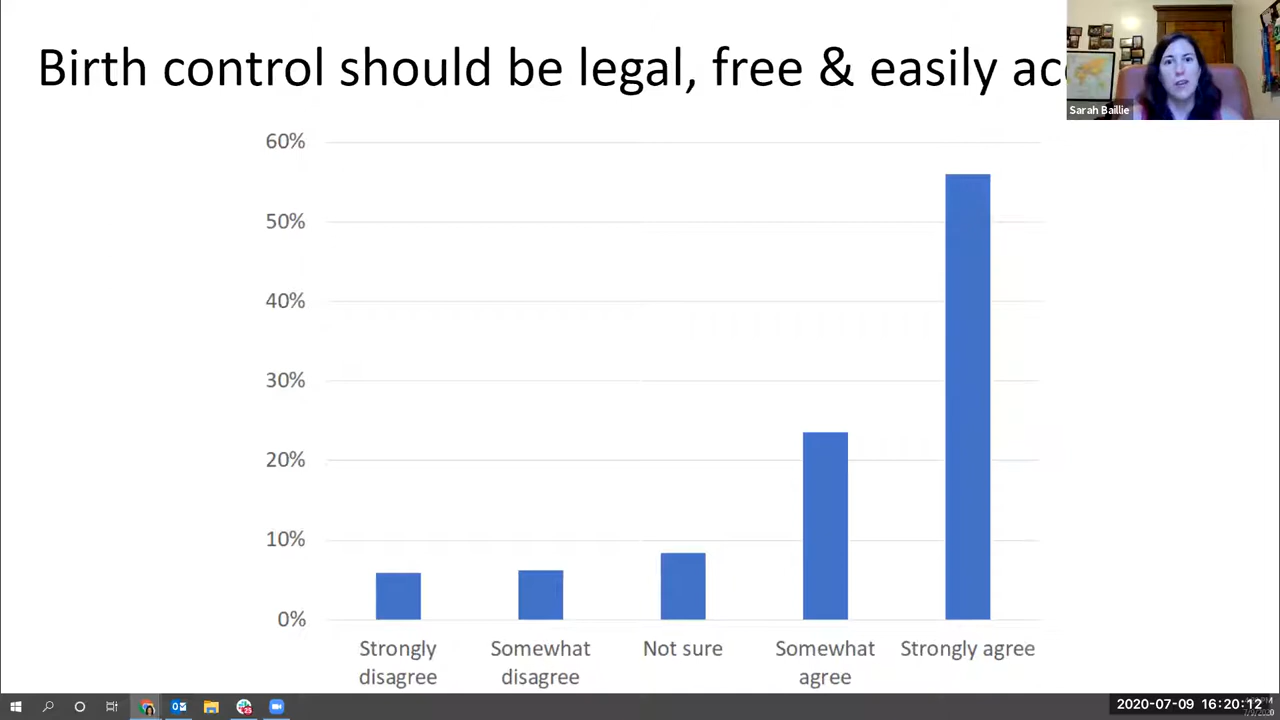 Birth control should be legal, free & easily
Sarah Baillie
60%
50%
40%
30%
20%
10%
0%
Strongly disagree
Somewhat disagree
Not sure
Somewhat agree
Strongly agree
2020-07-09 16:20:12